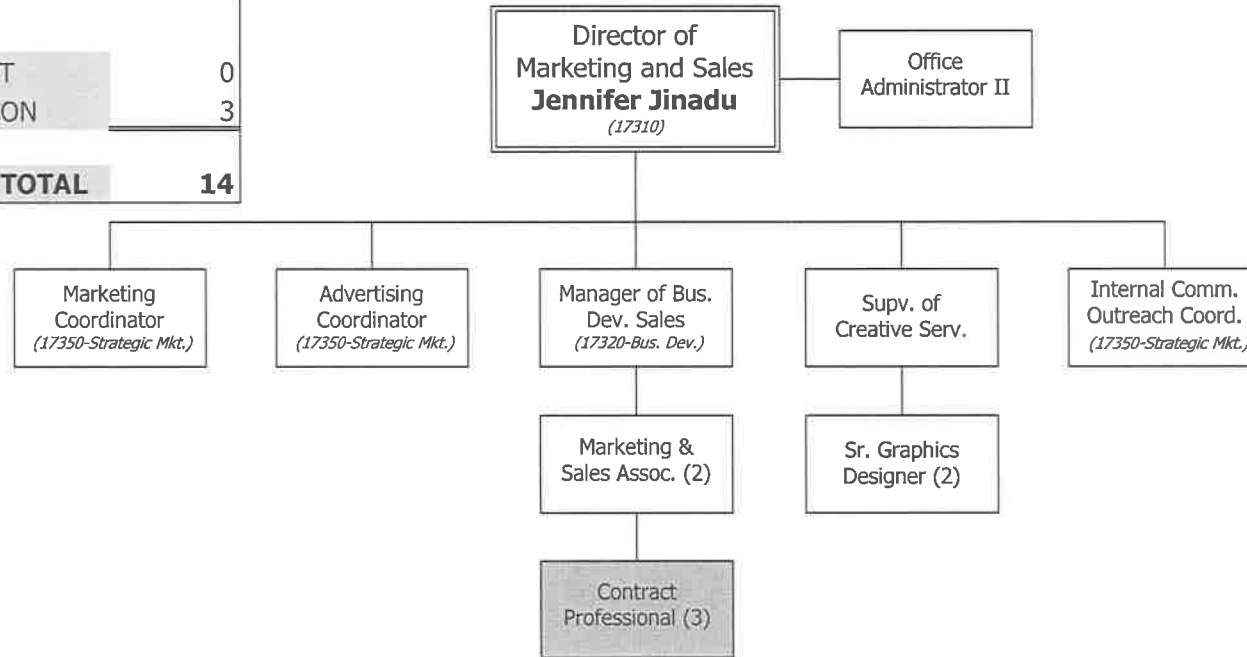 T 0
ON 3
TOTAL 14
Director of
Marketing and Sales
Jennifer Jinadu
(17310)
Office
Administrator II
Marketing
Coordinator
(17350-Strategic Mkt.)
Advertising
Coordinator
(17350-Strategic Mkt.)
Manager of Bus.
Dev. Sales
(17320-Bus. Dev.)
Supv. of
Creative Serv.
Internal Comm.
Outreach Coord.
(17350-Strategic Mkt.)
Marketing &
Sales Assoc. (2)
Sr. Graphics
Designer (2)
Contract
Professional (3)